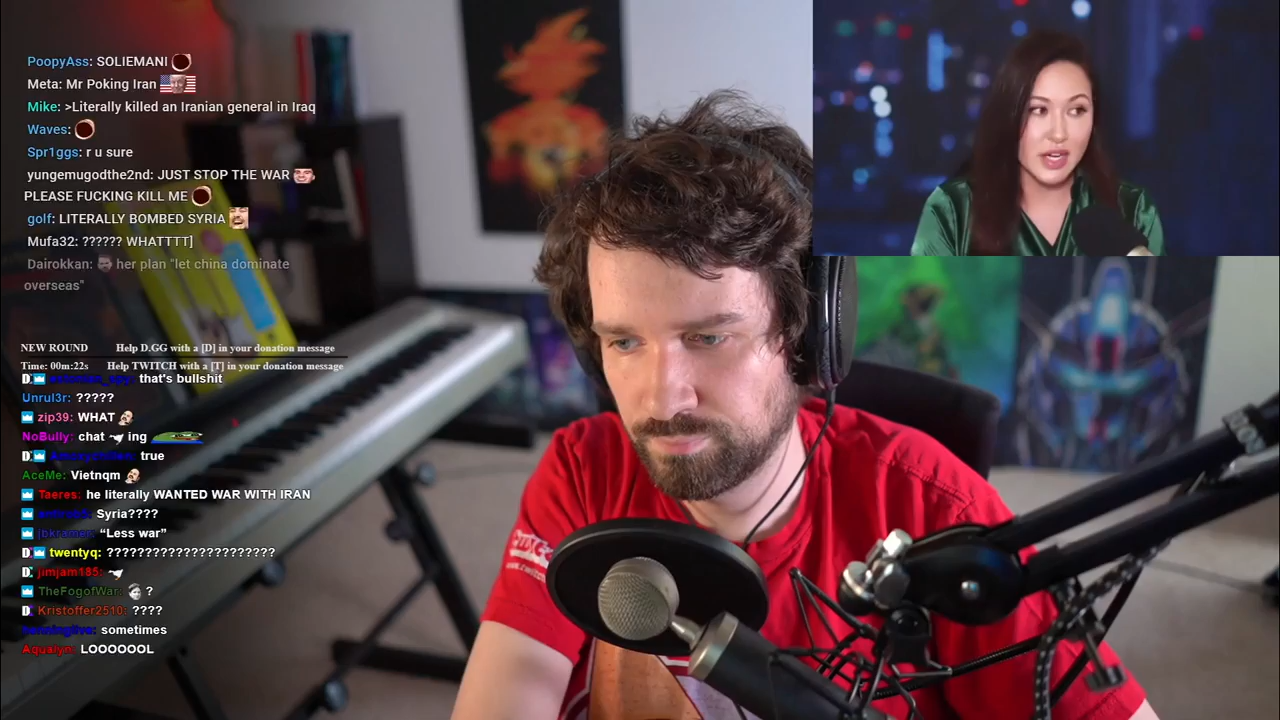 PoopyAss: SOLIEMANI
Meta: Mr Poking Iran
Mike: >Literally killed an Iranian general in Iraq
Waves:
Spr1ggs: r u sure
yungemugodthe2nd: JUST STOP THE WAR
PLEASE FUCKING KILL ME
golf: LITERALLY BOMBED SYRIA
Mufa32: ?????? WHATTTT]
Dairokkan: her plan "let china dominate
overseas"
NEW ROUND Help D.GG with a [D] in your donation message
Time: 00m:22s Help TWITCH with a [T] in your donation message
that's bullshit
Unrul3r: ?????
zip39: WHAT
NoBully: chat ing
true
AceMe: Vietnqm
Taeres: he literally WANTED WAR WITH IRAN
Syria????
jbkramer: “Less war”
twentyq: ??????????????????????
jimjam185:
TheFogofWar: ?
Kristoffer2510: ????
sometimes
Aqualyn: LOOOOOOL